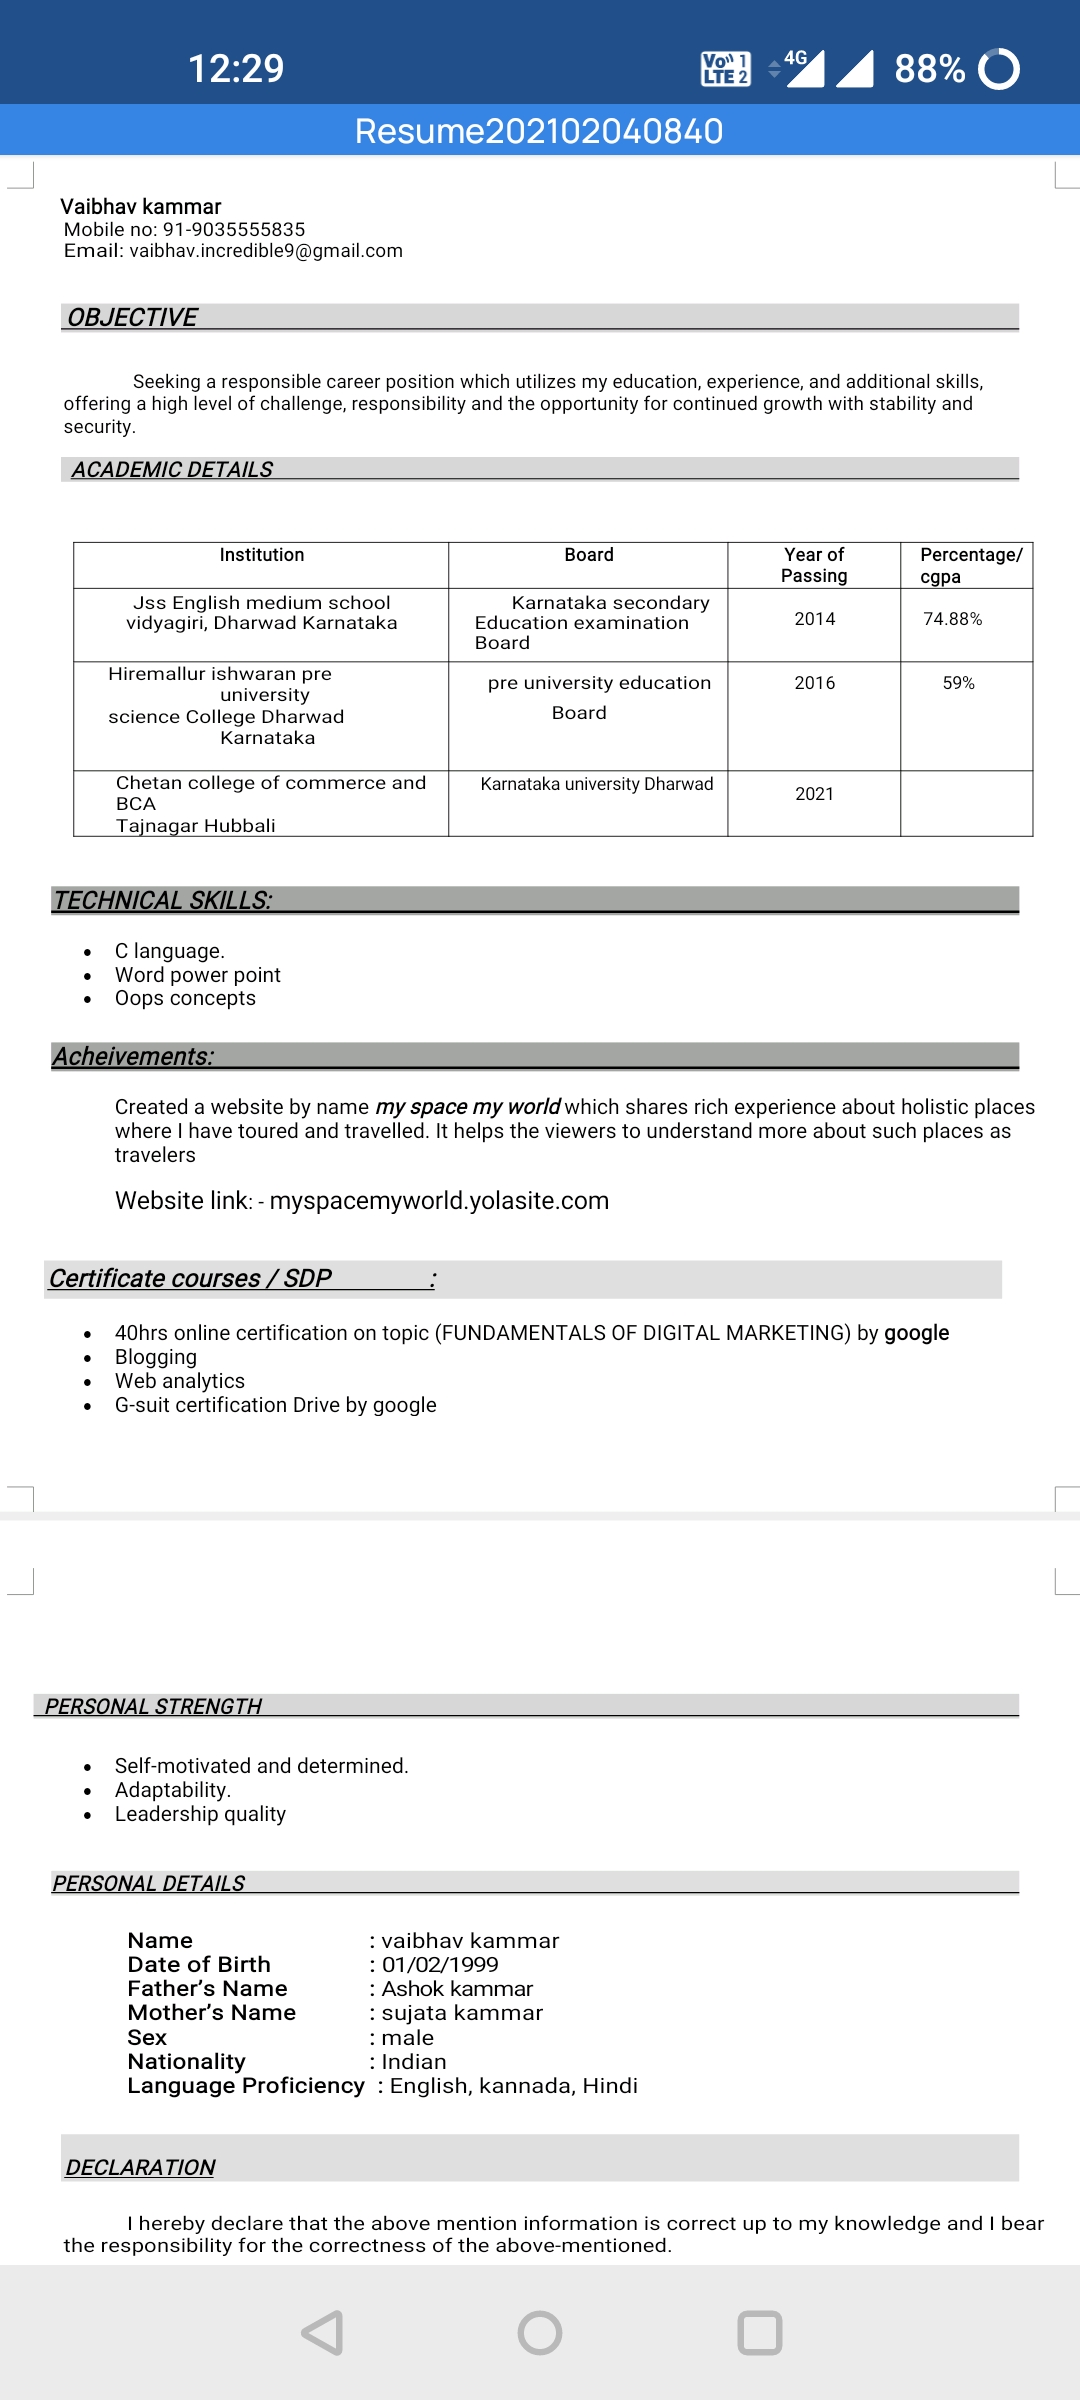 12:29
Vo)) 1
LTE 2
4G
88%
Resume202102040840
Vaibhav kammar
Mobile no: 91-9035555835
Email: vaibhav.incredible9@gmail.com
OBJECTIVE
Seeking a responsible career position which utilizes my education, experience, and additional skills,
offering a high level of challenge, responsibility and the opportunity for continued growth with stability and
security.
ACADEMIC DETAILS
Institution Board Year of Passing Percentage/ cgpa
Jss English medium school
vidyagiri, Dharwad Karnataka
Karnataka secondary
Education examination
Board
2014
74.88%
Hiremallur ishwaran pre
university
science College Dharwad
Karnataka
pre university education
Board
2016
59%
Chetan college of commerce and
BCA
Tajnagar Hubbali
Karnataka university Dharwad
2021
TECHNICAL SKILLS:
• C language.
• Word power point
• Oops concepts
Acheivements:
Created a website by name my space my world which shares rich experience about holistic places
where I have toured and travelled. It helps the viewers to understand more about such places as
travelers
Website link: - myspacemyworld.yolasite.com
Certificate courses / SDP :
• 40hrs online certification on topic (FUNDAMENTALS OF DIGITAL MARKETING) by google
• Blogging
• Web analytics
• G-suit certification Drive by google
PERSONAL STRENGTH
• Self-motivated and determined.
• Adaptability.
• Leadership quality
PERSONAL DETAILS
Name : vaibhav kammar
Date of Birth : 01/02/1999
Father's Name : Ashok kammar
Mother's Name : sujata kammar
Sex : male
Nationality : Indian
Language Proficiency : English, kannada, Hindi
DECLARATION
I hereby declare that the above mention information is correct up to my knowledge and I bear
the responsibility for the correctness of the above-mentioned.